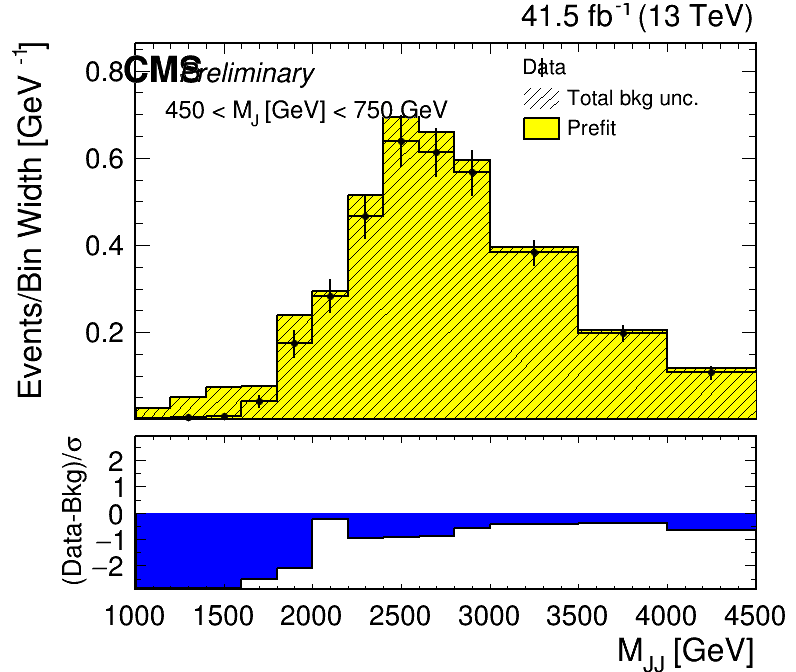 41.5 fb⁻¹ (13 TeV)
Events/Bin Width [GeV⁻¹]
0.8
0.6
0.4
0.2
CMS Preliminary
450 < M_JJ [GeV] < 750 GeV
Data
Total bkg unc.
Prefit
(Data-Bkg)/σ
2
1
0
−1
−2
1000 1500 2000 2500 3000 3500 4000 4500
M_JJ [GeV]